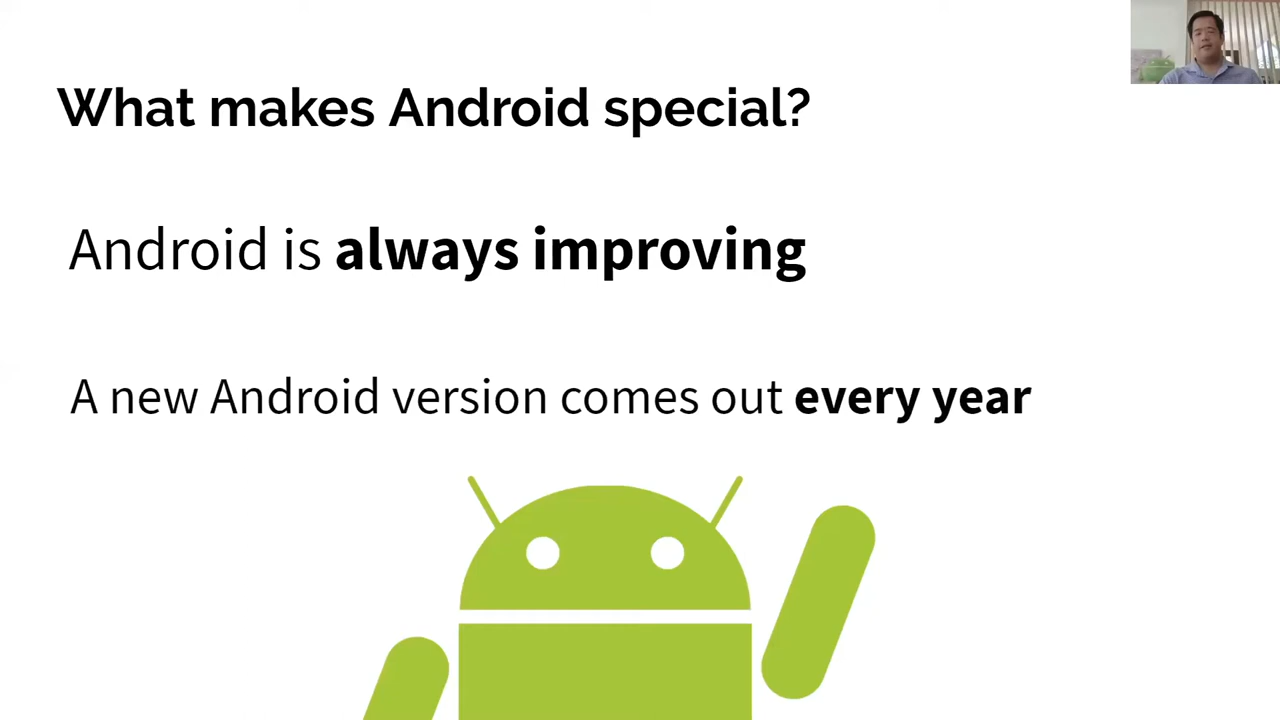 What makes Android special?
Android is always improving
A new Android version comes out every year